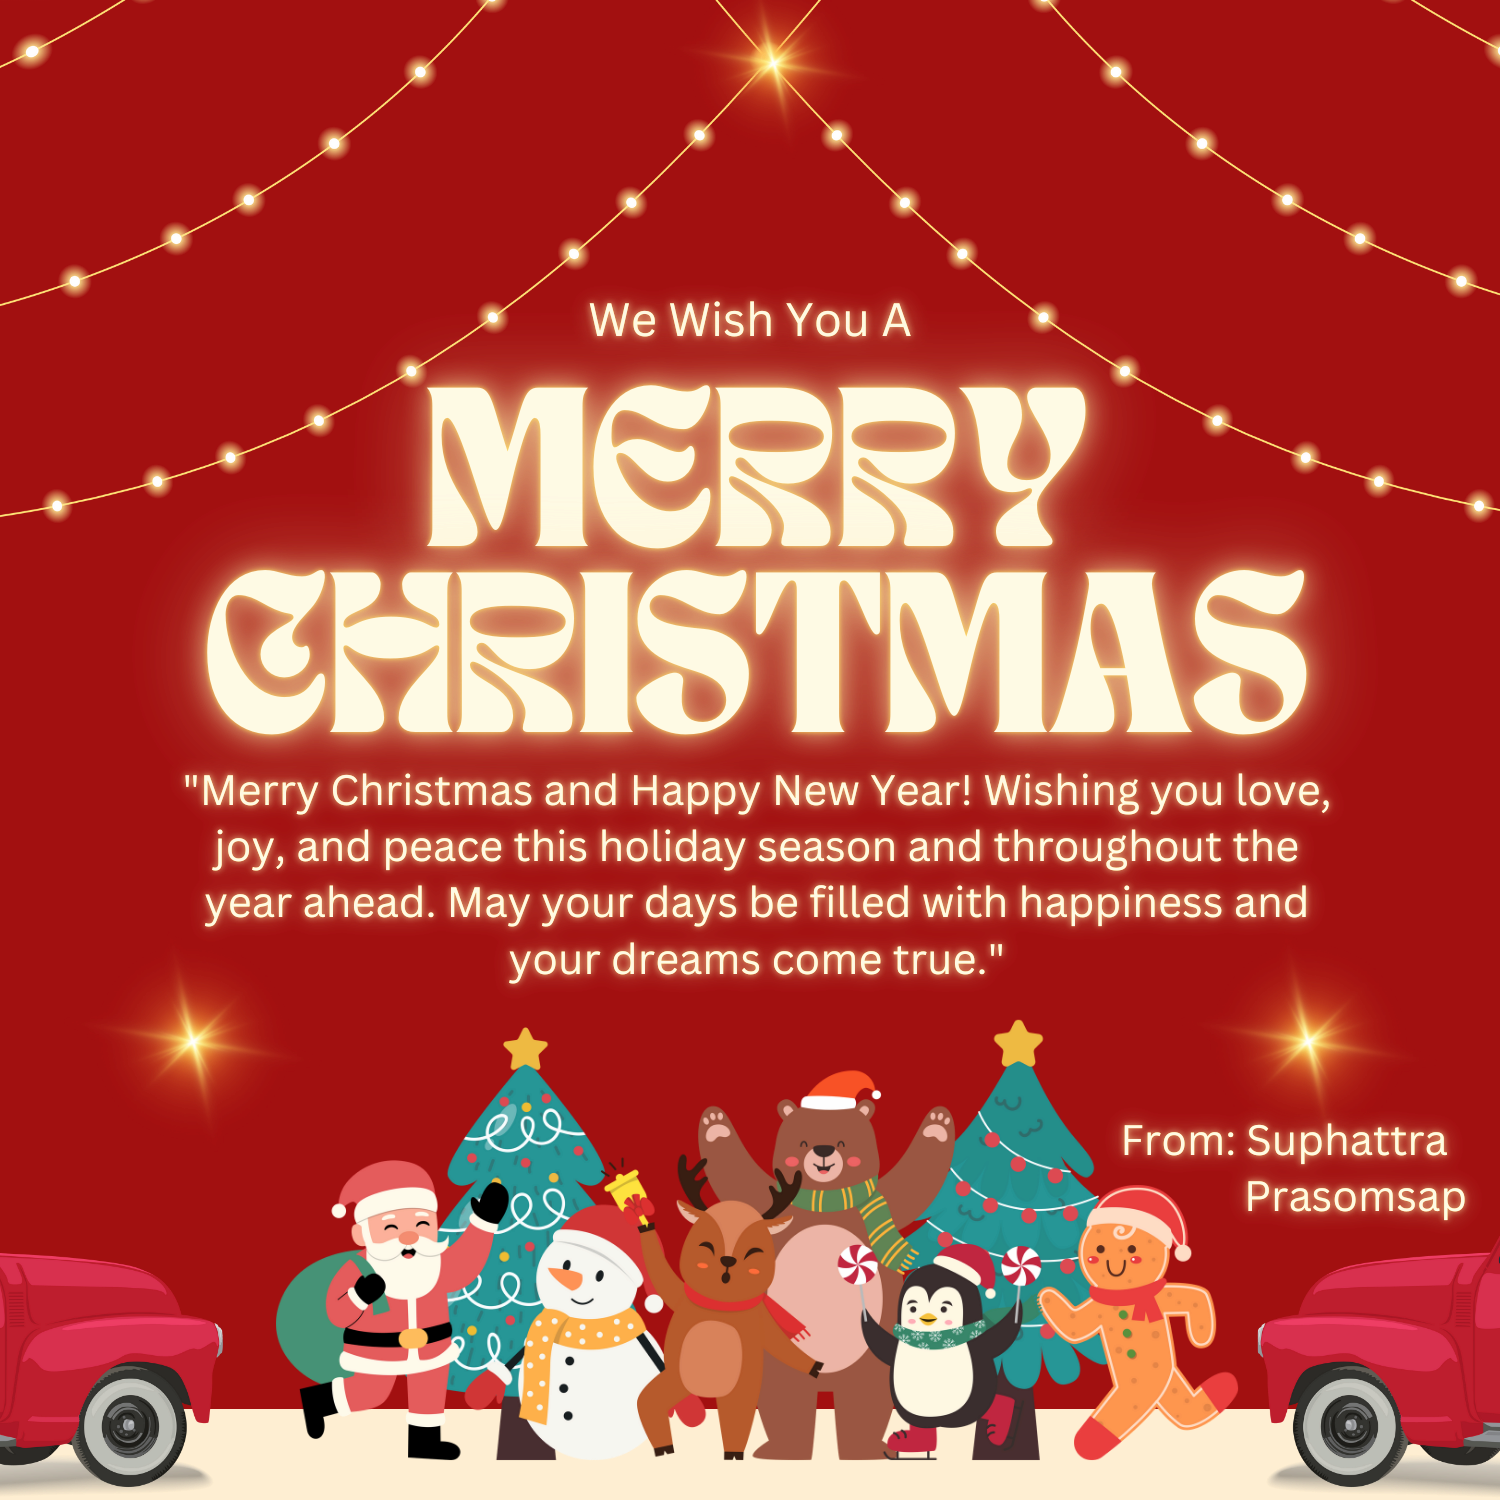 We Wish You A
MERRY
CHRISTMAS
"Merry Christmas and Happy New Year! Wishing you love,
joy, and peace this holiday season and throughout the
year ahead. May your days be filled with happiness and
your dreams come true."
From: Suphattra
Prasomsap